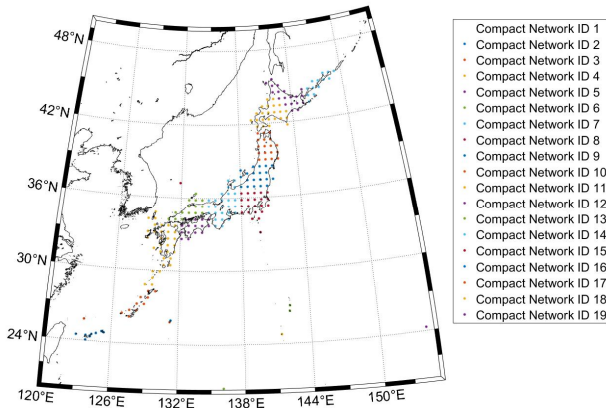 48°N
42°N
36°N
30°N
24°N
120°E
126°E
132°E
138°E
144°E
150°E
Compact Network ID 1
Compact Network ID 2
Compact Network ID 3
Compact Network ID 4
Compact Network ID 5
Compact Network ID 6
Compact Network ID 7
Compact Network ID 8
Compact Network ID 9
Compact Network ID 10
Compact Network ID 11
Compact Network ID 12
Compact Network ID 13
Compact Network ID 14
Compact Network ID 15
Compact Network ID 16
Compact Network ID 17
Compact Network ID 18
Compact Network ID 19